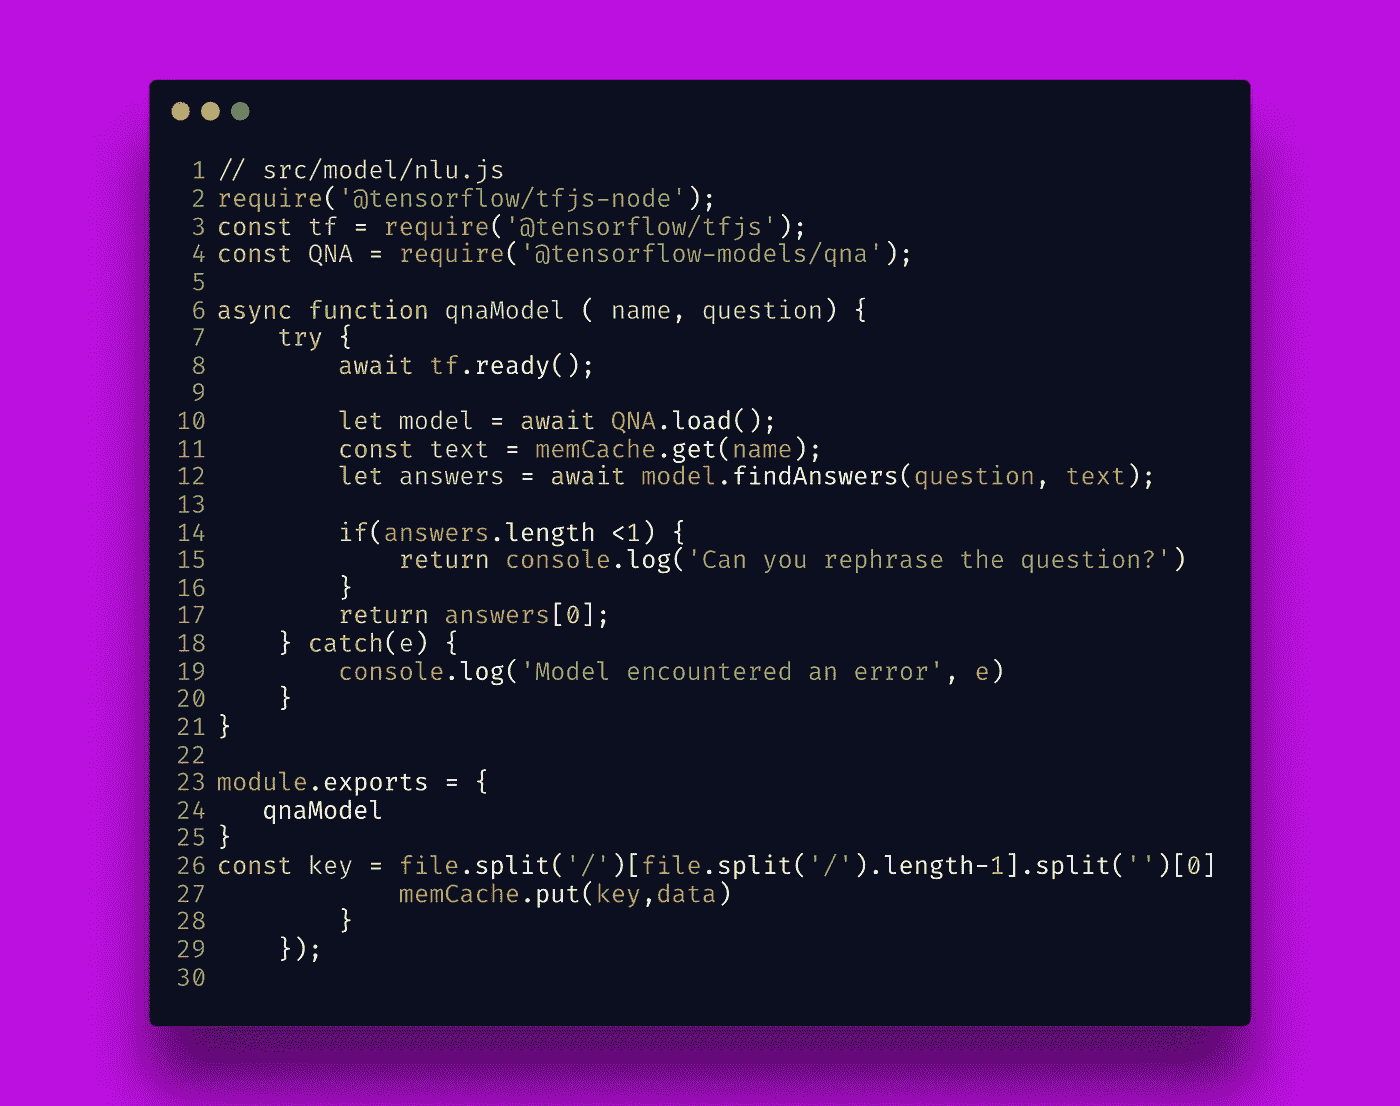 1 // src/model/nlu.js
2 require('@tensorflow/tfjs-node');
3 const tf = require('@tensorflow/tfjs');
4 const QNA = require('@tensorflow-models/qna');
5
6 async function qnaModel ( name, question) {
7     try {
8         await tf.ready();
9
10         let model = await QNA.load();
11         const text = memCache.get(name);
12         let answers = await model.findAnswers(question, text);
13
14         if(answers.length <1) {
15             return console.log('Can you rephrase the question?')
16         }
17         return answers[0];
18     } catch(e) {
19         console.log('Model encountered an error', e)
20     }
21 }
22
23 module.exports = {
24    qnaModel
25 }
26 const key = file.split('/')[file.split('/').length-1].split('')[0]
27             memCache.put(key,data)
28         }
29     });
30